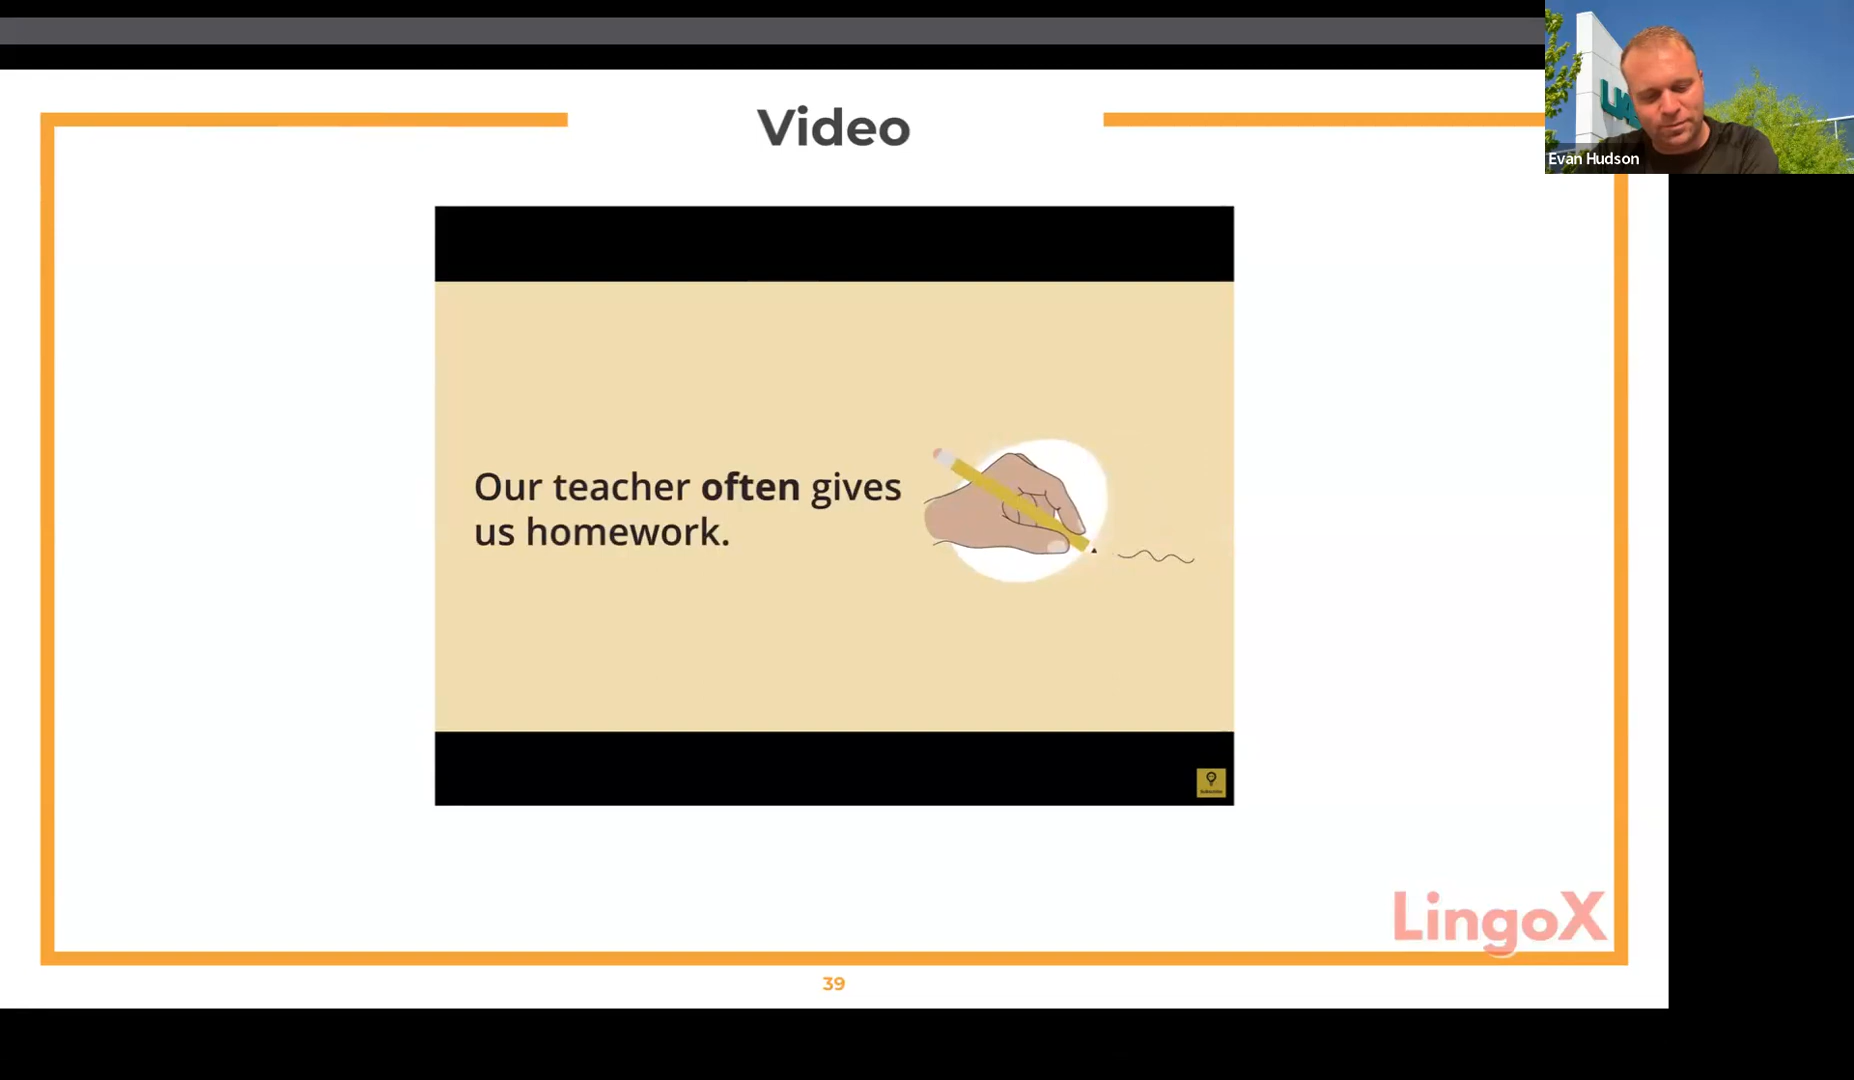 Video
Evan Hudson
Our teacher often gives
us homework.
LingoX
39